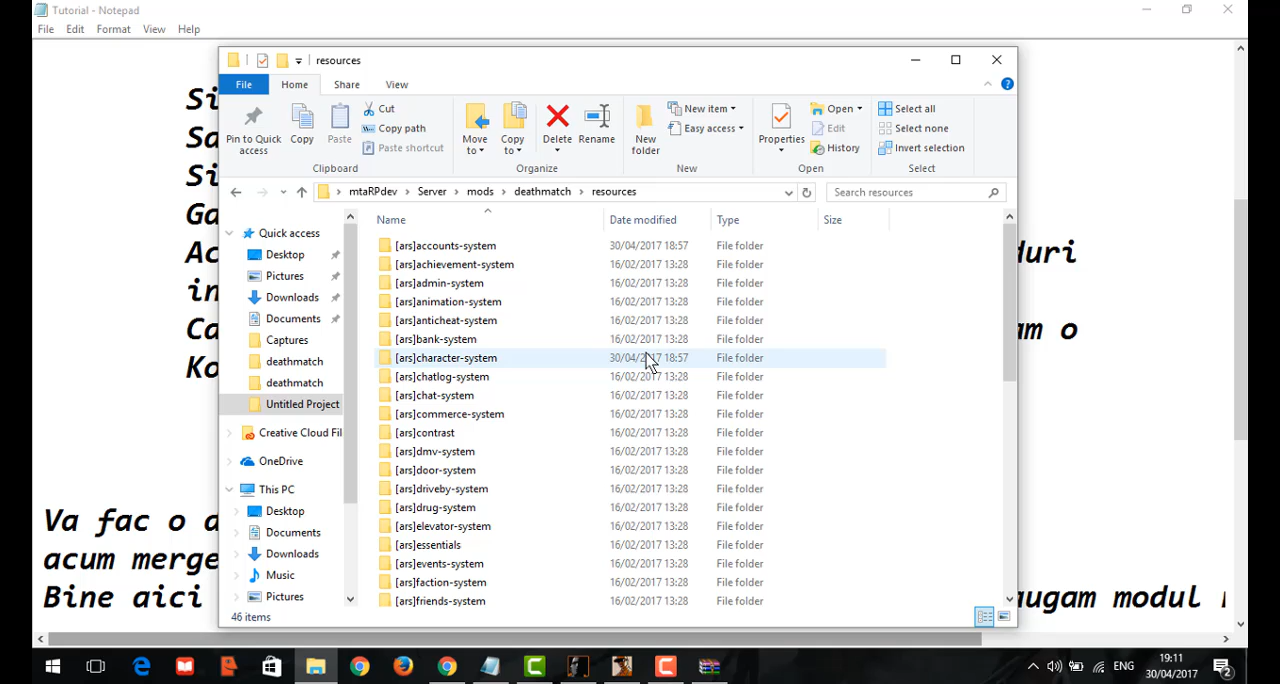 Tutorial - Notepad
File Edit Format View Help
Si
Sa
Si
Ga
Ac duri
in
Ca am o
Ko
Va fac o d
acum merge
Bine aici augam modul
resources
File Home Share View
Pin to Quick access
Copy
Paste
Cut
Copy path
Paste shortcut
Clipboard
Move to
Copy to
Delete
Rename
Organize
New folder
New item
Easy access
New
Properties
Open
Edit
History
Open
Select all
Select none
Invert selection
Select
mtaRPdev Server mods deathmatch resources
Search resources
Quick access
Desktop
Pictures
Downloads
Documents
Captures
deathmatch
deathmatch
Untitled Project
Creative Cloud Fil
OneDrive
This PC
Desktop
Documents
Downloads
Music
Pictures
Name Date modified Type Size
[ars]accounts-system 30/04/2017 18:57 File folder
[ars]achievement-system 16/02/2017 13:28 File folder
[ars]admin-system 16/02/2017 13:28 File folder
[ars]animation-system 16/02/2017 13:28 File folder
[ars]anticheat-system 16/02/2017 13:28 File folder
[ars]bank-system 16/02/2017 13:28 File folder
[ars]character-system 30/04/2017 18:57 File folder
[ars]chatlog-system 16/02/2017 13:28 File folder
[ars]chat-system 16/02/2017 13:28 File folder
[ars]commerce-system 16/02/2017 13:28 File folder
[ars]contrast 16/02/2017 13:28 File folder
[ars]dmv-system 16/02/2017 13:28 File folder
[ars]door-system 16/02/2017 13:28 File folder
[ars]driveby-system 16/02/2017 13:28 File folder
[ars]drug-system 16/02/2017 13:28 File folder
[ars]elevator-system 16/02/2017 13:28 File folder
[ars]essentials 16/02/2017 13:28 File folder
[ars]events-system 16/02/2017 13:28 File folder
[ars]faction-system 16/02/2017 13:28 File folder
[ars]friends-system 16/02/2017 13:28 File folder
46 items
ENG
19:11
30/04/2017
2